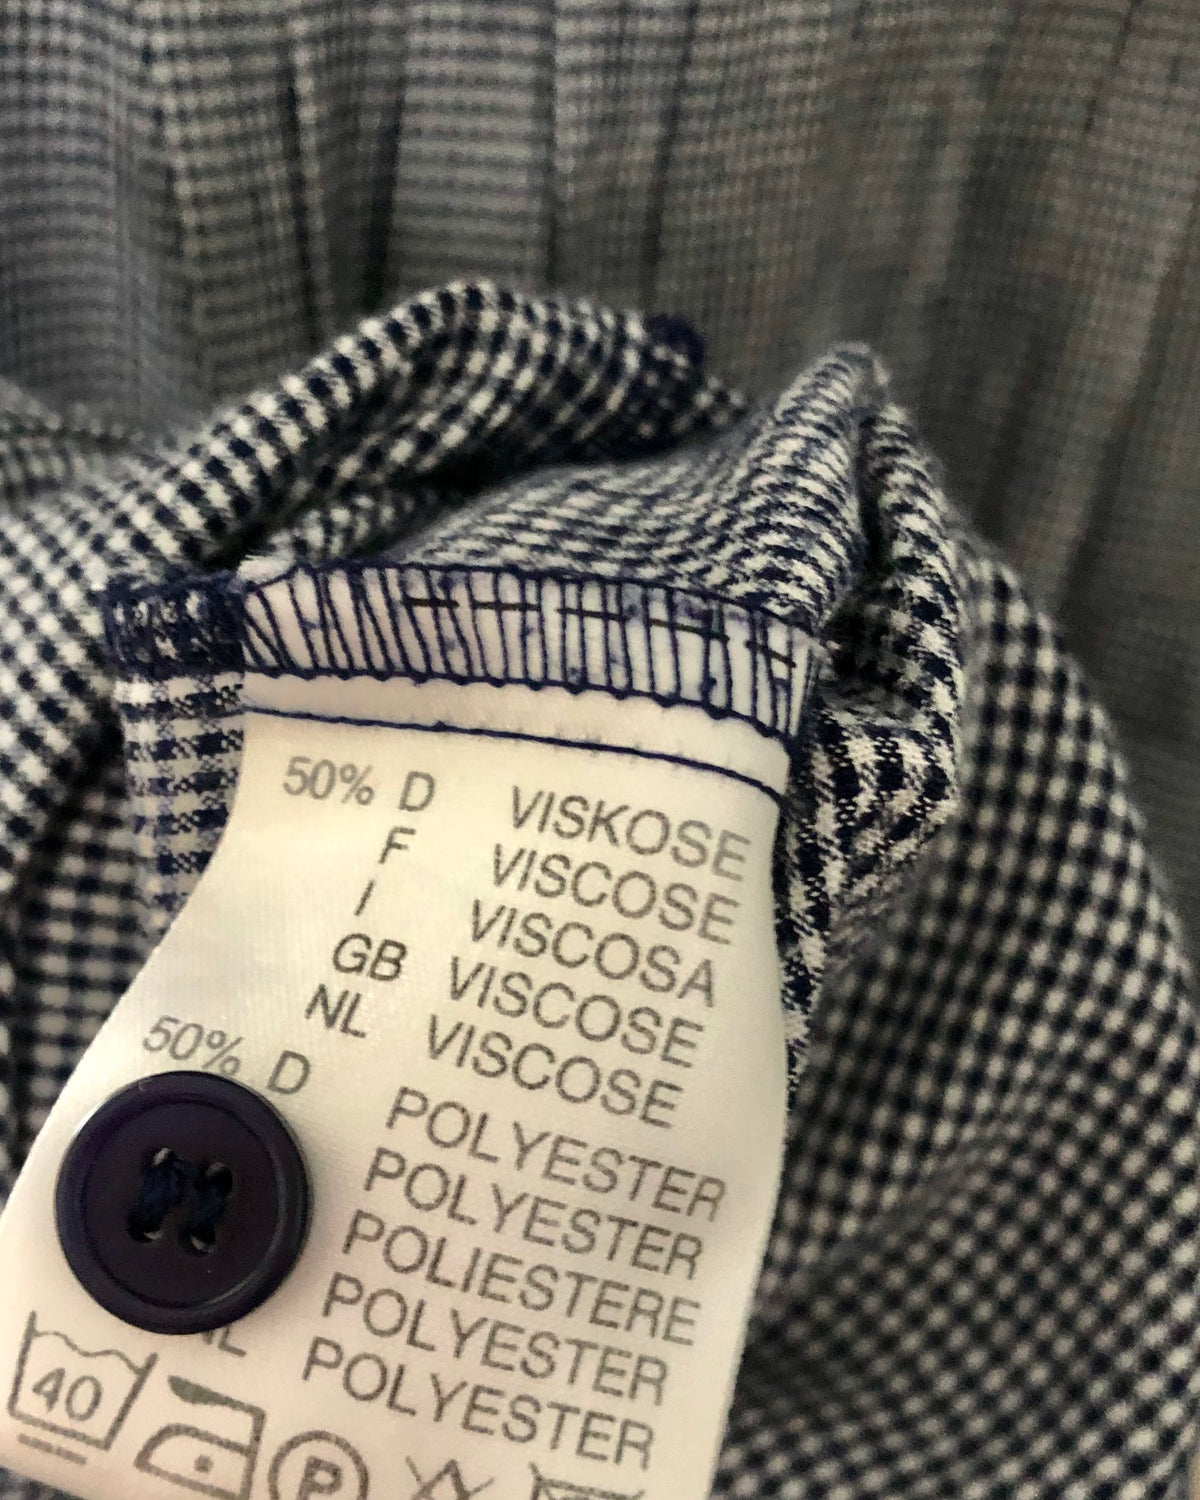 50% D VISKOSE
F VISCOSE
I VISCOSA
GB VISCOSE
NL VISCOSE
50% D POLYESTER
POLYESTER
POLIESTERE
POLYESTER
POLYESTER
40
P